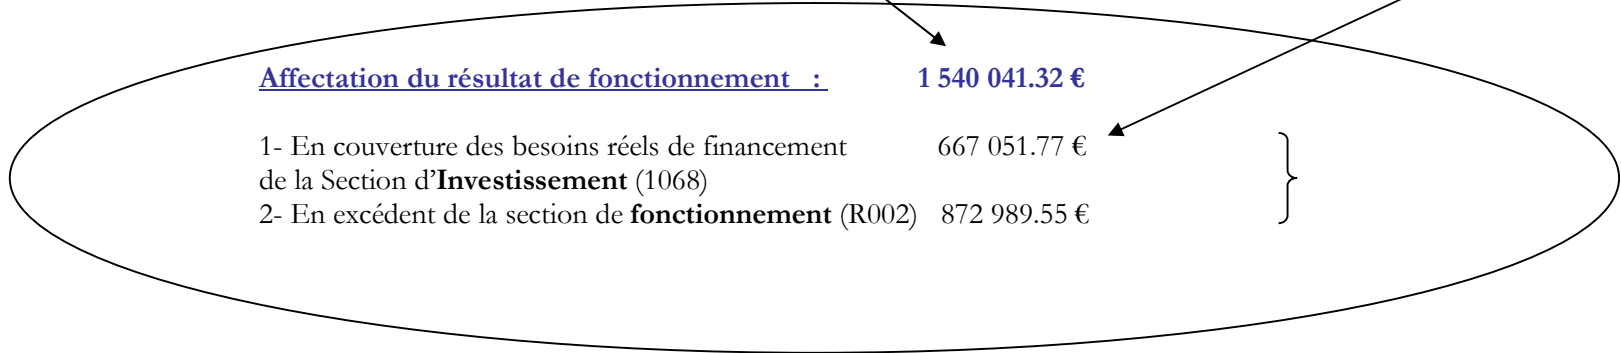 Affectation du résultat de fonctionnement : 1 540 041.32 €
1- En couverture des besoins réels de financement 667 051.77 €
de la Section d'Investissement (1068)
2- En excédent de la section de fonctionnement (R002) 872 989.55 €